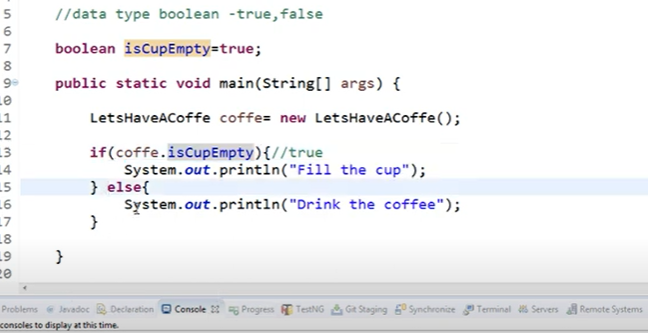 5 //data type boolean -true,false
6
7 boolean isCupEmpty=true;
8
9 public static void main(String[] args) {
10
11 LetsHaveACoffe coffe= new LetsHaveACoffe();
12
13 if(coffe.isCupEmpty){//true
14 System.out.println("Fill the cup");
15 } else{
16 System.out.println("Drink the coffee");
17 }
18
19 }
20
Problems Javadoc Declaration Console Progress TestNG Git Staging Synchronize Terminal Servers Remote Systems
consoles to display at this time.